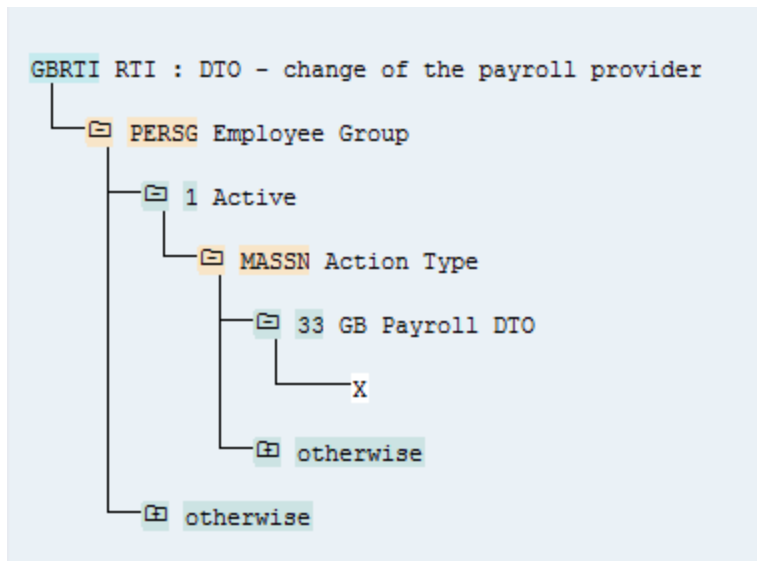 GBRTI RTI : DTO - change of the payroll provider
PERSG Employee Group
1 Active
MASSN Action Type
33 GB Payroll DTO
X
otherwise
otherwise